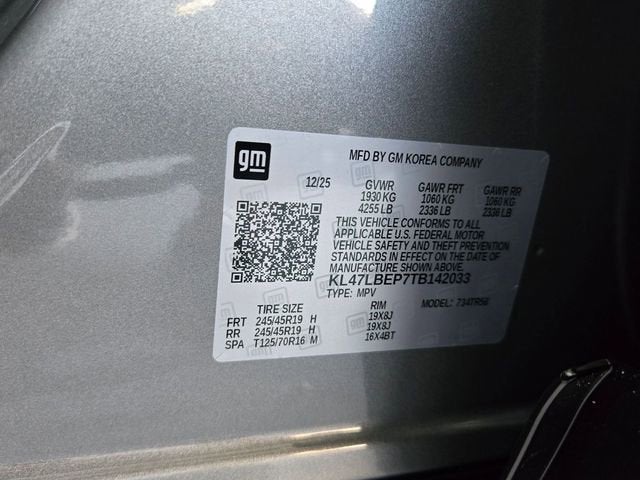 gm
MFD BY GM KOREA COMPANY
12/25 GVWR GAWR FRT GAWR RR
1930 KG 1060 KG 1060 KG
4255 LB 2336 LB 2336 LB
THIS VEHICLE CONFORMS TO ALL
APPLICABLE U.S. FEDERAL MOTOR
VEHICLE SAFETY AND THEFT PREVENTION
STANDARDS IN EFFECT ON THE DATE OF
MANUFACTURE SHOWN ABOVE.
KL47LBEP7TB142033
TYPE: MPV MODEL: 734TR58
TIRE SIZE RIM
FRT 245/45R19 H 19X8J
RR 245/45R19 H 19X8J
SPA T125/70R16 M 16X4BT